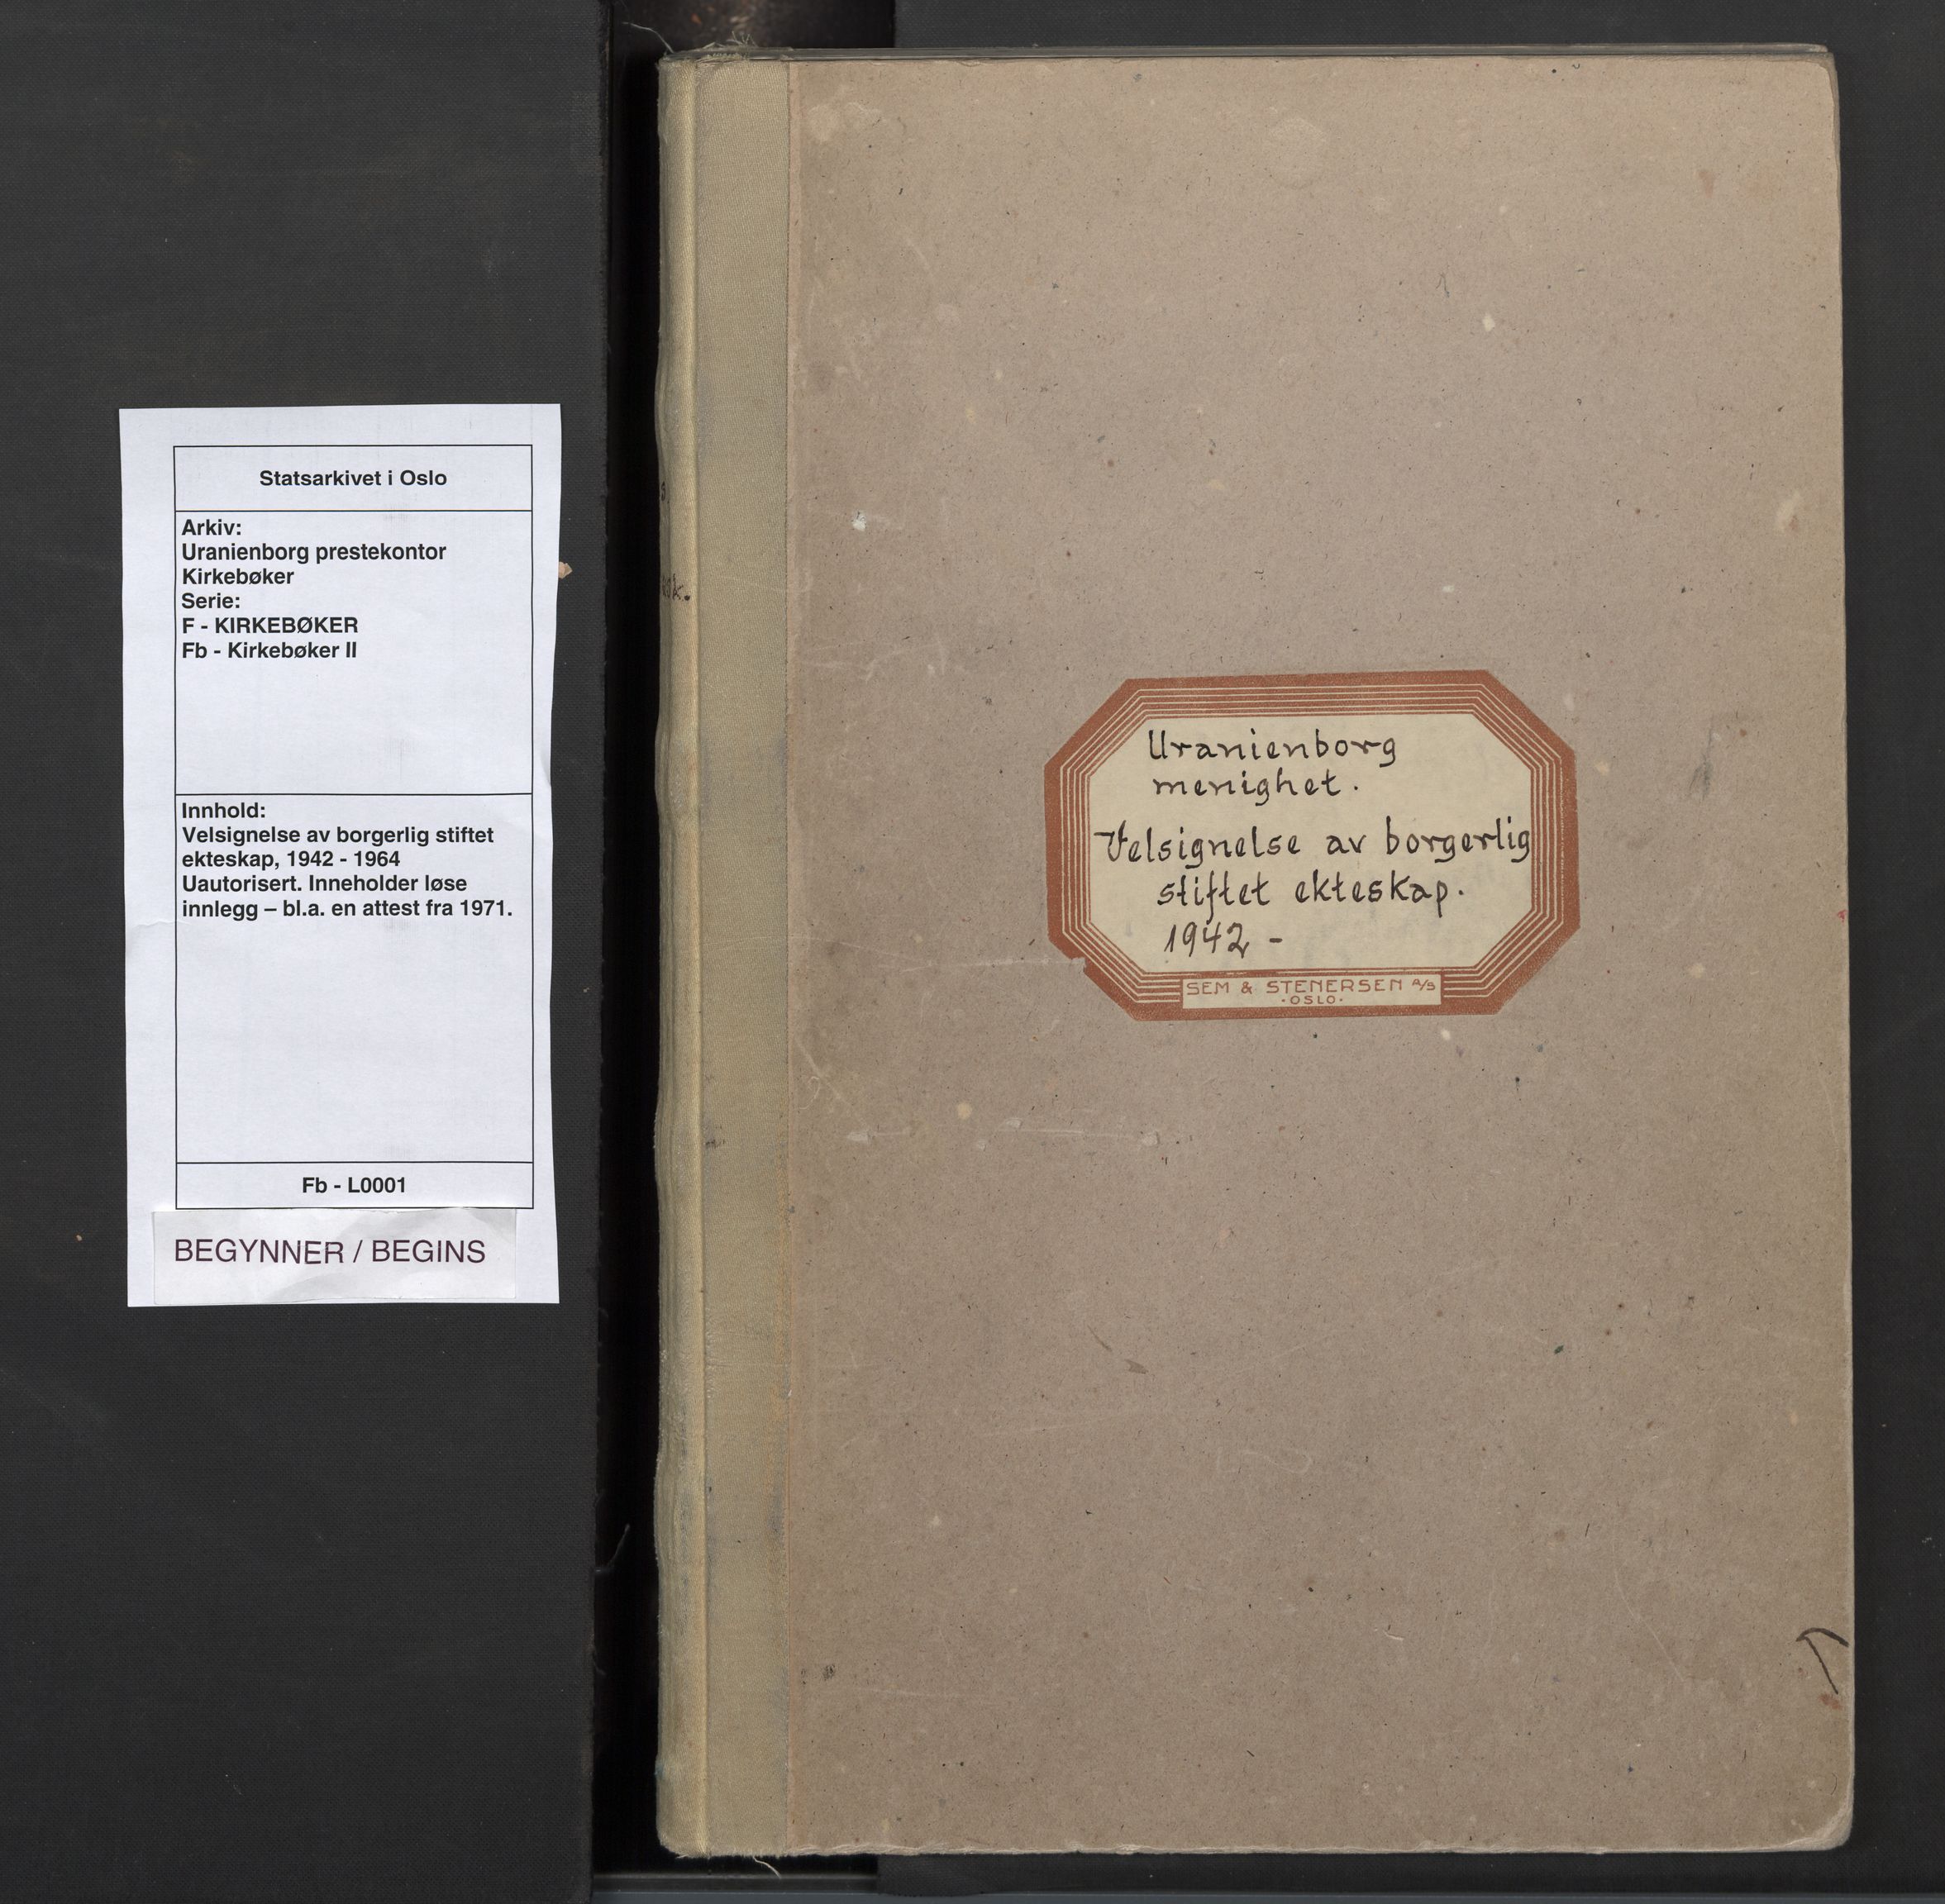 Statsarkivet i Oslo
Arkiv:
Uranienborg prestekontor
Kirkebøker
Serie:
F - KIRKEBØKER
Fb - Kirkebøker II
Innhold:
Velsignelse av borgerlig stiftet
ekteskap, 1942 - 1964
Uautorisert. Inneholder løse
innlegg – bl.a. en attest fra 1971.
Fb - L0001
BEGYNNER / BEGINS
Uranienborg
menighet.
Velsignelse av borgerlig
stiftet ekteskap.
1942 -
SEM & STENERSEN A/S
·OSLO·